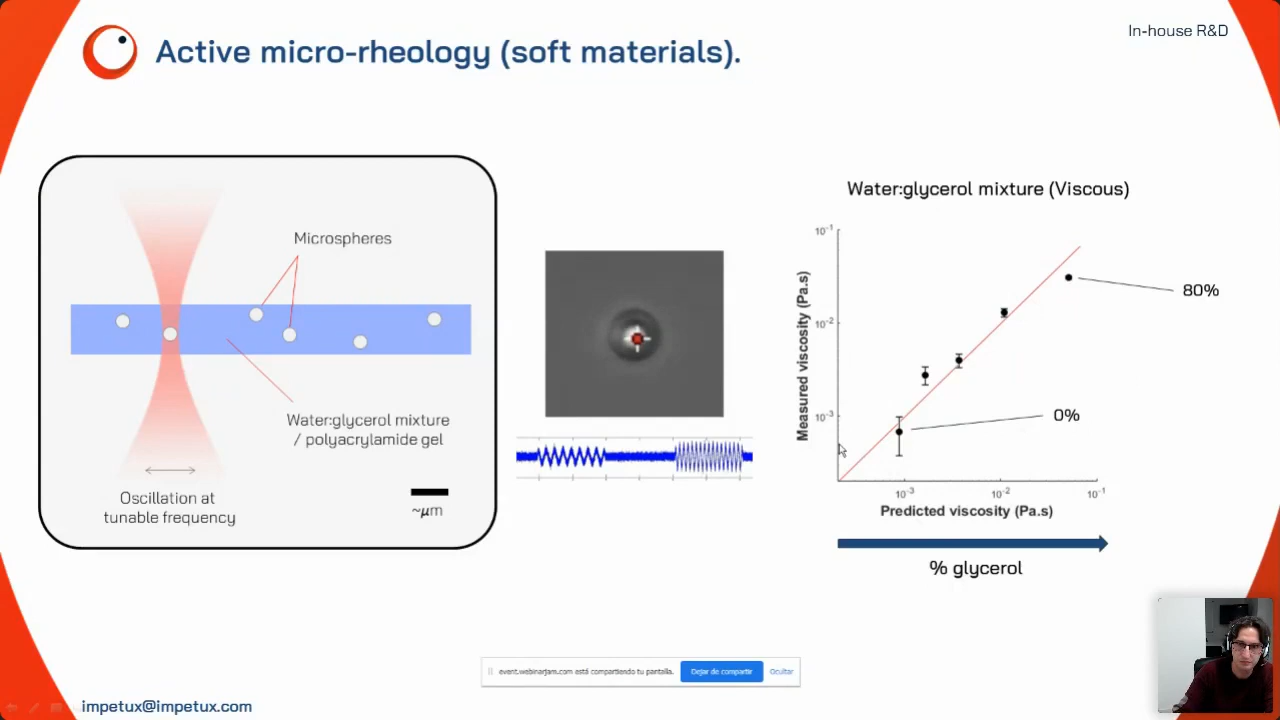 In-house R&D
Active micro-rheology (soft materials).
Microspheres
Water:glycerol mixture
/ polyacrylamide gel
Oscillation at
tunable frequency
~μm
Water:glycerol mixture (Viscous)
Measured viscosity (Pa.s)
10⁻¹
10⁻²
10⁻³
80%
0%
10⁻³
10⁻²
10⁻¹
Predicted viscosity (Pa.s)
% glycerol
event.webinarjam.com está compartiendo tu pantalla.
Dejar de compartir
Ocultar
impetux@impetux.com